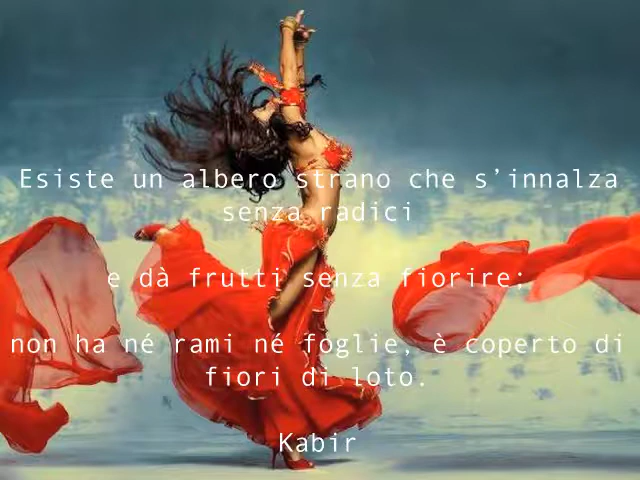 Esiste un albero strano che s’innalza
senza radici
e dà frutti senza fiorire;
non ha né rami né foglie, è coperto di
fiori di loto.
Kabir